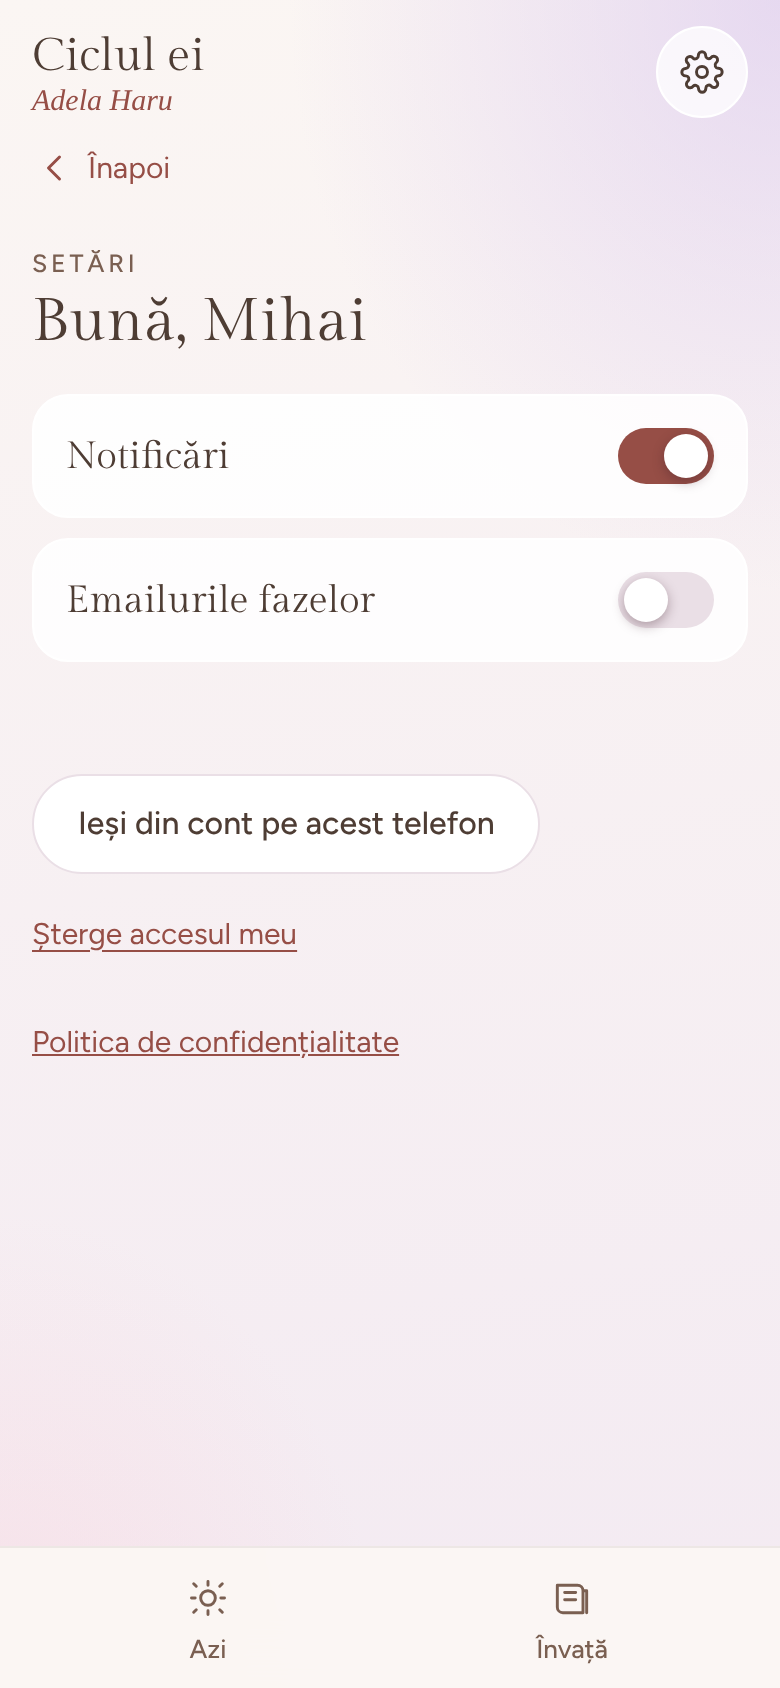 Ciclul ei
Adela Haru
Înapoi
SETĂRI
Bună, Mihai
Notificări
Emailurile fazelor
Ieși din cont pe acest telefon
Șterge accesul meu
Politica de confidențialitate
Azi
Învață